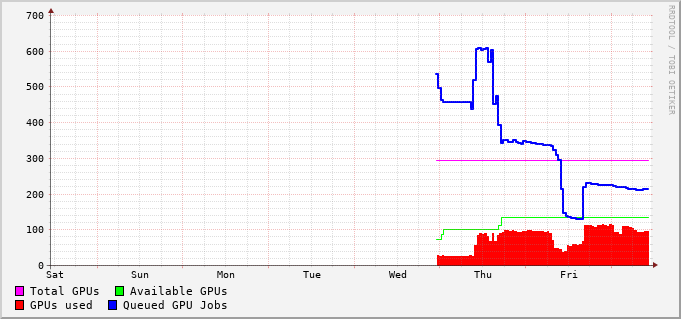 700
600
500
400
300
200
100
0
Sat Sun Mon Tue Wed Thu Fri
Total GPUs Available GPUs
GPUs used Queued GPU Jobs
RRDTOOL / TOBI OETIKER